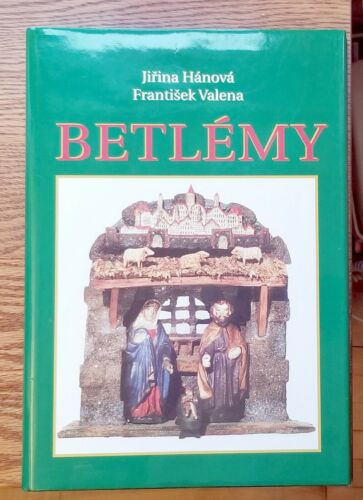 Jiřina Hánová
František Valena
BETLÉMY